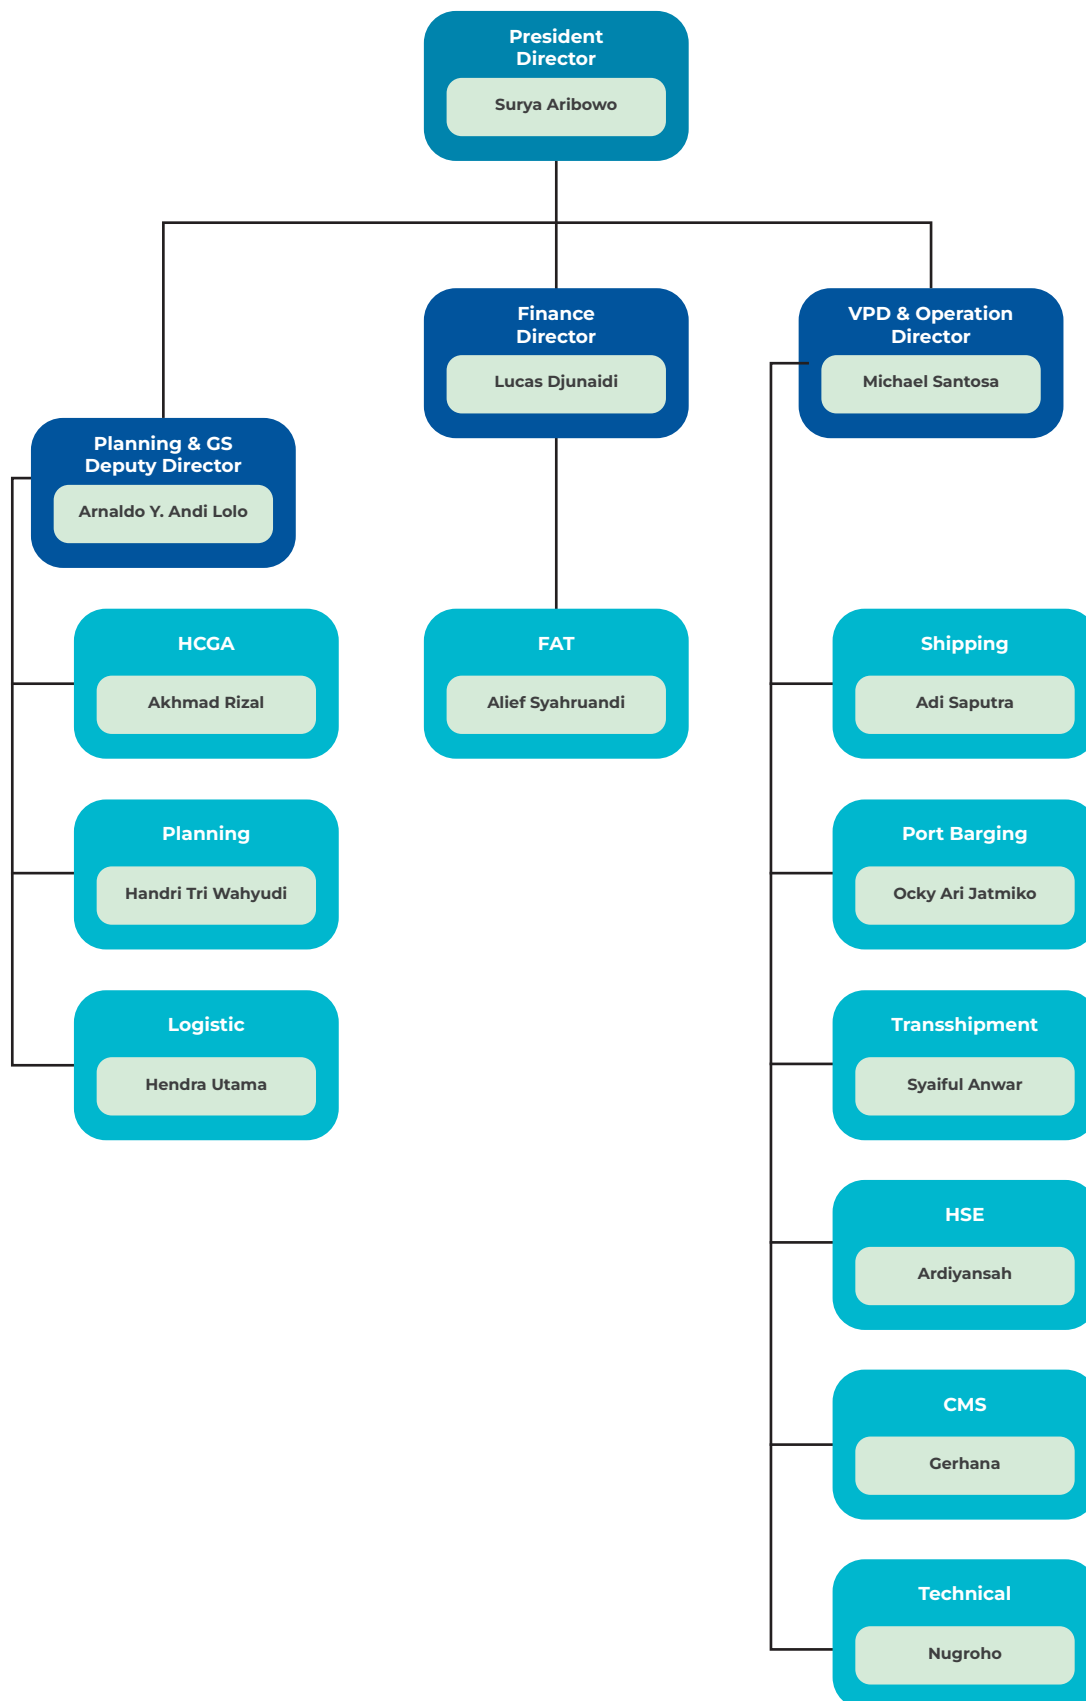 President
Director
Surya Aribowo
Finance
Director
Lucas Djunaidi
VPD & Operation
Director
Michael Santosa
Planning & GS
Deputy Director
Arnaldo Y. Andi Lolo
HCGA
Akhmad Rizal
Planning
Handri Tri Wahyudi
Logistic
Hendra Utama
FAT
Alief Syahruandi
Shipping
Adi Saputra
Port Barging
Ocky Ari Jatmiko
Transshipment
Syaiful Anwar
HSE
Ardiyansah
CMS
Gerhana
Technical
Nugroho